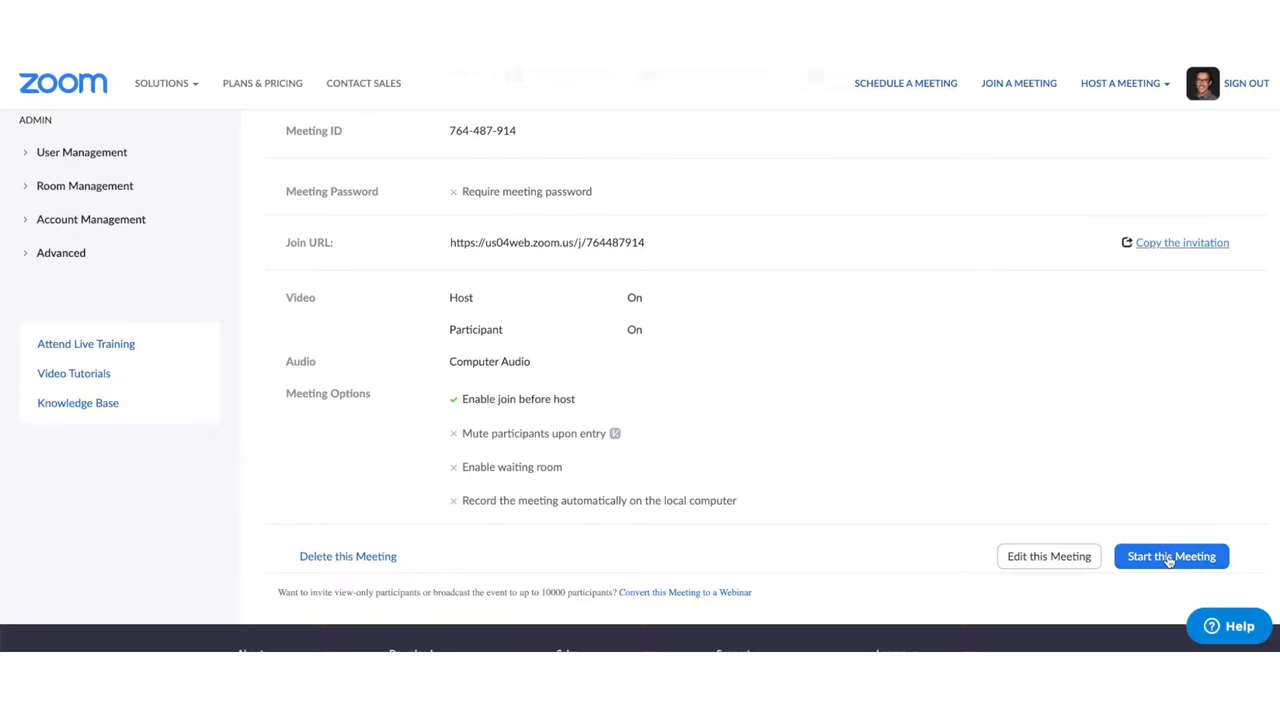 zoom SOLUTIONS PLANS & PRICING CONTACT SALES SCHEDULE A MEETING JOIN A MEETING HOST A MEETING SIGN OUT
ADMIN
User Management
Room Management
Account Management
Advanced
Attend Live Training
Video Tutorials
Knowledge Base
Meeting ID 764-487-914
Meeting Password Require meeting password
Join URL: https://us04web.zoom.us/j/764487914 Copy the invitation
Video Host On
Participant On
Audio Computer Audio
Meeting Options Enable join before host
Mute participants upon entry
Enable waiting room
Record the meeting automatically on the local computer
Delete this Meeting Edit this Meeting Start this Meeting
Want to invite view-only participants or broadcast the event to up to 10000 participants? Convert this Meeting to a Webinar
Help